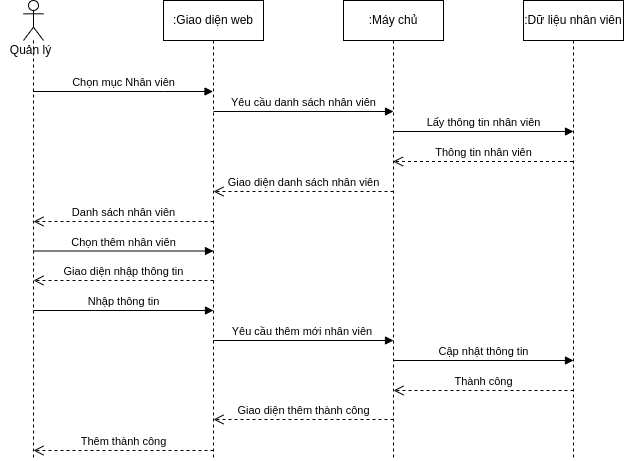 :Giao diện web
:Máy chủ
:Dữ liệu nhân viên
Quản lý
Chọn mục Nhân viên
Yêu cầu danh sách nhân viên
Lấy thông tin nhân viên
Thông tin nhân viên
Giao diện danh sách nhân viên
Danh sách nhân viên
Chọn thêm nhân viên
Giao diện nhập thông tin
Nhập thông tin
Yêu cầu thêm mới nhân viên
Cập nhật thông tin
Thành công
Giao diện thêm thành công
Thêm thành công